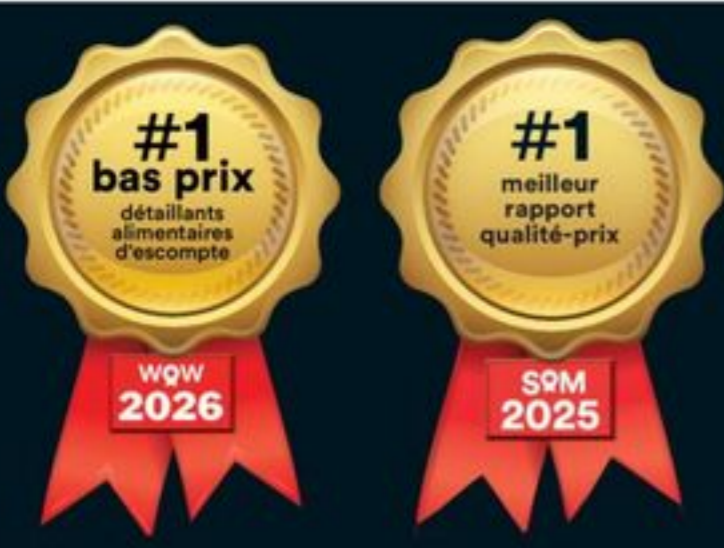 #1
bas prix
détaillants
alimentaires
d'escompte
WOW
2026
#1
meilleur
rapport
qualité-prix
SOM
2025